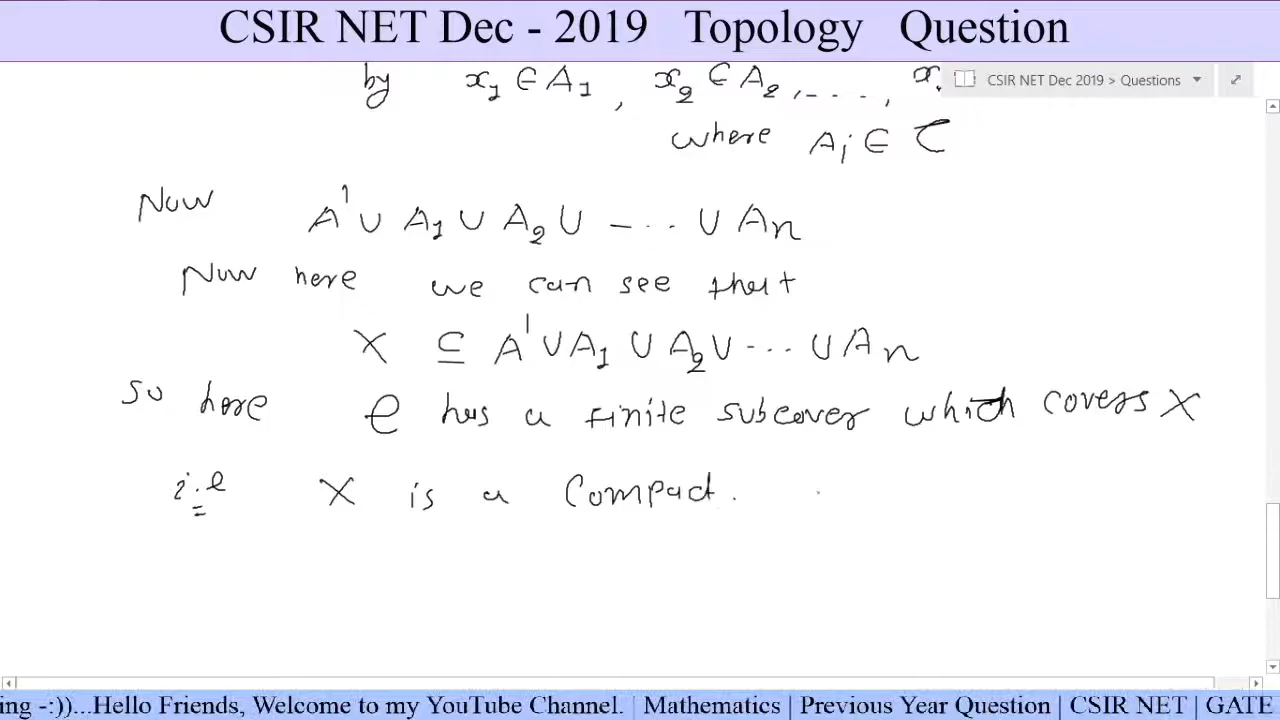 CSIR NET Dec - 2019 Topology Question
by x₁ ∈ A₁ , x₂ ∈ A₂ , - . . . , x
CSIR NET Dec 2019 > Questions
where Aᵢ ∈ C
Now A' ∪ A₁ ∪ A₂ ∪ - . . . ∪ An
Now here we can see that
X ⊆ A' ∪ A₁ ∪ A₂ ∪ - . . . ∪ An
so here C has a finite subcover which covers X
i.e X is a Compact.
ing -:))...Hello Friends, Welcome to my YouTube Channel. | Mathematics | Previous Year Question | CSIR NET | GATE